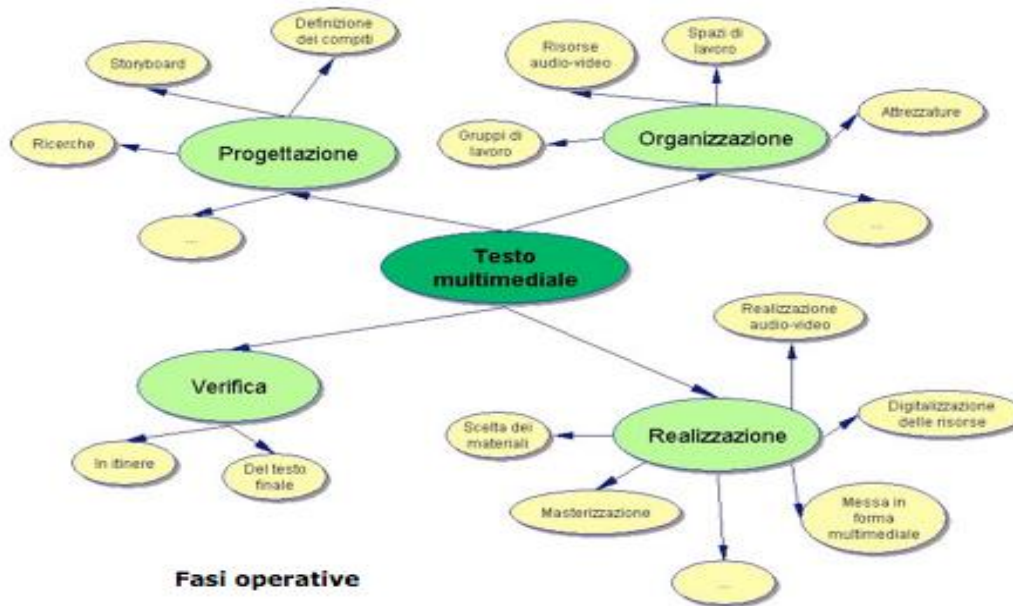 Definizione
dei compiti
Storyboard
Ricerche
Progettazione
...
Spazi di
lavoro
Risorse
audio-video
Attrezzature
Gruppi di
lavoro
Organizzazione
...
Testo
multimediale
Realizzazione
audio-video
Verifica
Digitalizzazione
delle risorse
Scelta dei
materiali
Realizzazione
In itinere
Del testo
finale
Masterizzazione
Messa in
forma
multimediale
...
Fasi operative